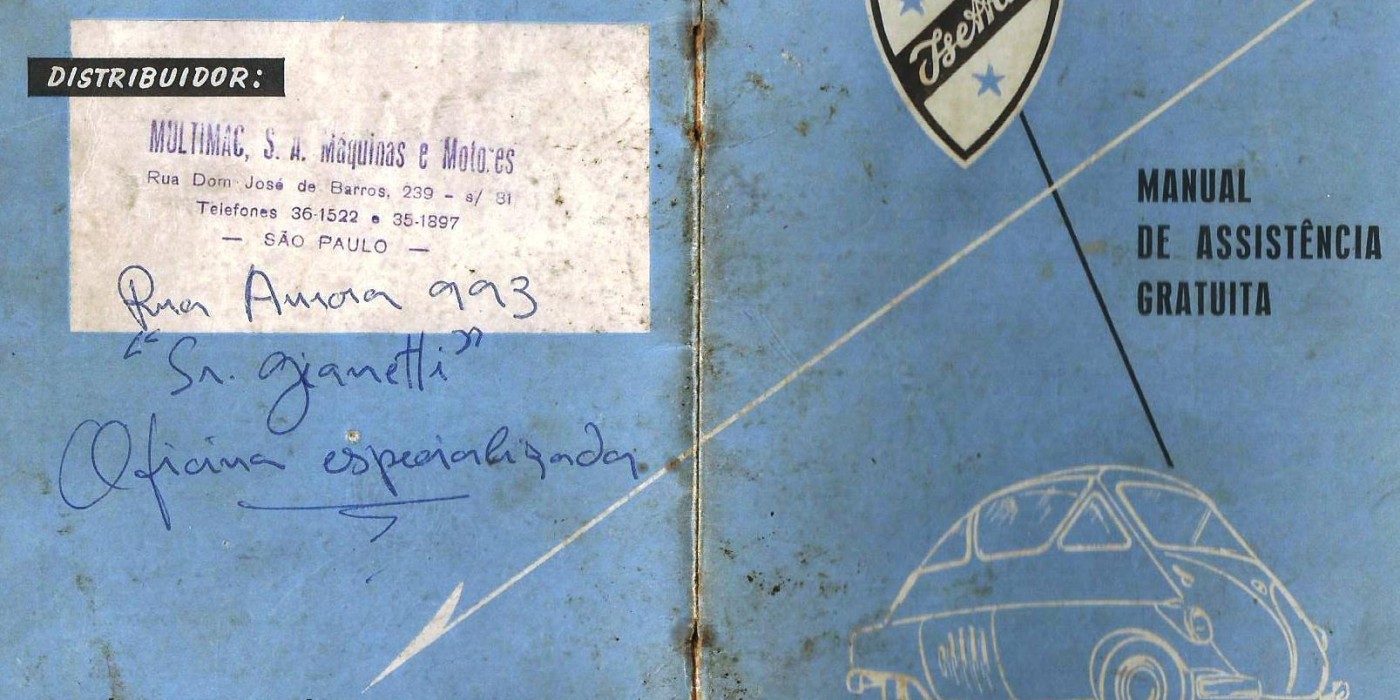 DISTRIBUIDOR:
MULTIMAC, S. A. Máquinas e Motores
Rua Dom José de Barros, 239 - s/ 81
Telefones 36-1522 e 35-1897
— SÃO PAULO —
Rua Aurora 993
"Sr. Gianetti"
Oficina especializada
Isetta
MANUAL
DE ASSISTÊNCIA
GRATUITA